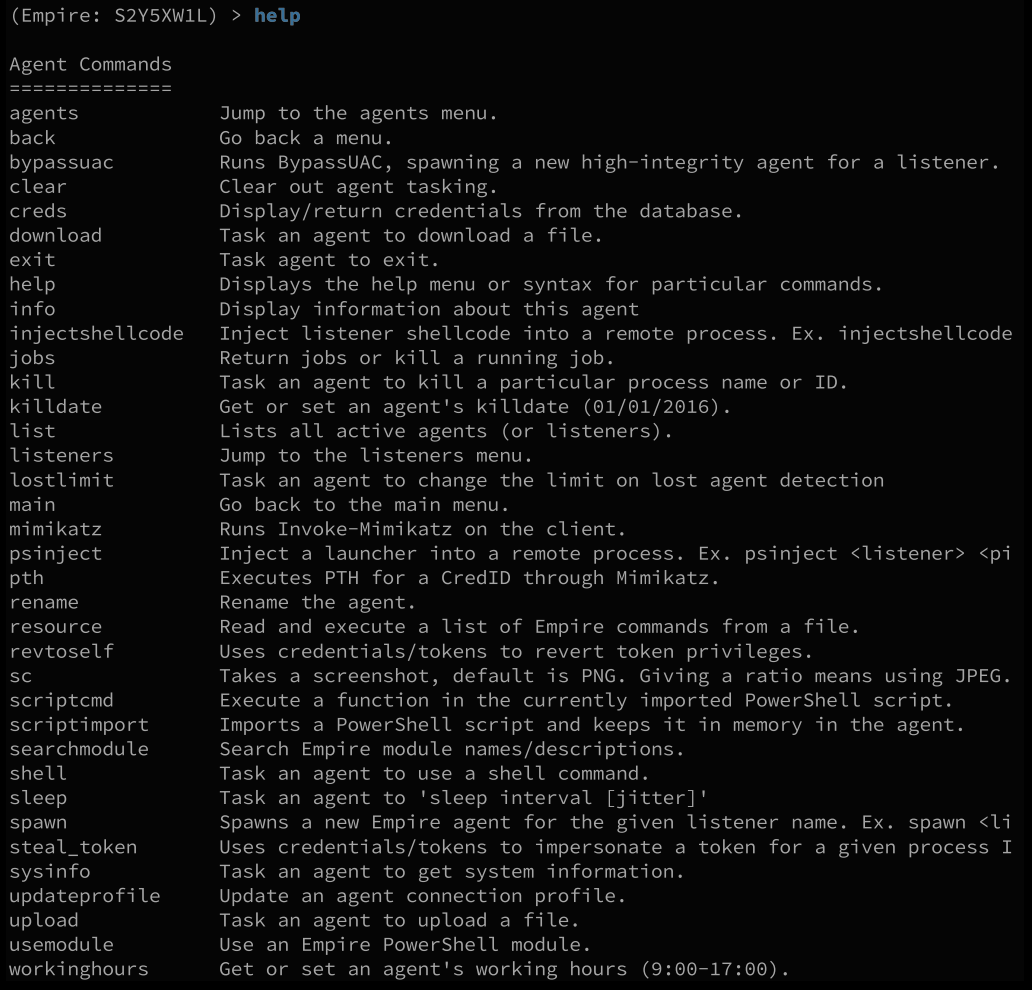 (Empire: S2Y5XW1L) > help
Agent Commands
==============
agents Jump to the agents menu.
back Go back a menu.
bypassuac Runs BypassUAC, spawning a new high-integrity agent for a listener.
clear Clear out agent tasking.
creds Display/return credentials from the database.
download Task an agent to download a file.
exit Task agent to exit.
help Displays the help menu or syntax for particular commands.
info Display information about this agent
injectshellcode Inject listener shellcode into a remote process. Ex. injectshellcode
jobs Return jobs or kill a running job.
kill Task an agent to kill a particular process name or ID.
killdate Get or set an agent's killdate (01/01/2016).
list Lists all active agents (or listeners).
listeners Jump to the listeners menu.
lostlimit Task an agent to change the limit on lost agent detection
main Go back to the main menu.
mimikatz Runs Invoke-Mimikatz on the client.
psinject Inject a launcher into a remote process. Ex. psinject <listener> <pi
pth Executes PTH for a CredID through Mimikatz.
rename Rename the agent.
resource Read and execute a list of Empire commands from a file.
revtoself Uses credentials/tokens to revert token privileges.
sc Takes a screenshot, default is PNG. Giving a ratio means using JPEG.
scriptcmd Execute a function in the currently imported PowerShell script.
scriptimport Imports a PowerShell script and keeps it in memory in the agent.
searchmodule Search Empire module names/descriptions.
shell Task an agent to use a shell command.
sleep Task an agent to 'sleep interval [jitter]'
spawn Spawns a new Empire agent for the given listener name. Ex. spawn <li
steal_token Uses credentials/tokens to impersonate a token for a given process I
sysinfo Task an agent to get system information.
updateprofile Update an agent connection profile.
upload Task an agent to upload a file.
usemodule Use an Empire PowerShell module.
workinghours Get or set an agent's working hours (9:00-17:00).